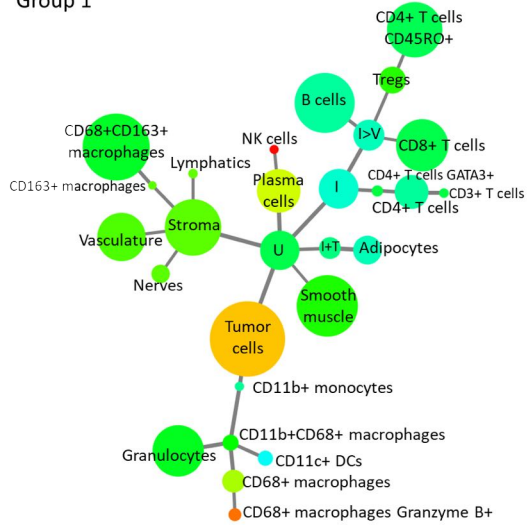 Group 1
CD4+ T cells
CD45RO+
Tregs
B cells
I>V
CD8+ T cells
NK cells
CD68+CD163+
macrophages
Lymphatics
CD163+ macrophages
Plasma
cells
I
CD4+ T cells GATA3+
CD3+ T cells
CD4+ T cells
Stroma
Vasculature
U
I+T
Adipocytes
Nerves
Smooth
muscle
Tumor
cells
CD11b+ monocytes
CD11b+CD68+ macrophages
Granulocytes
CD11c+ DCs
CD68+ macrophages
CD68+ macrophages Granzyme B+